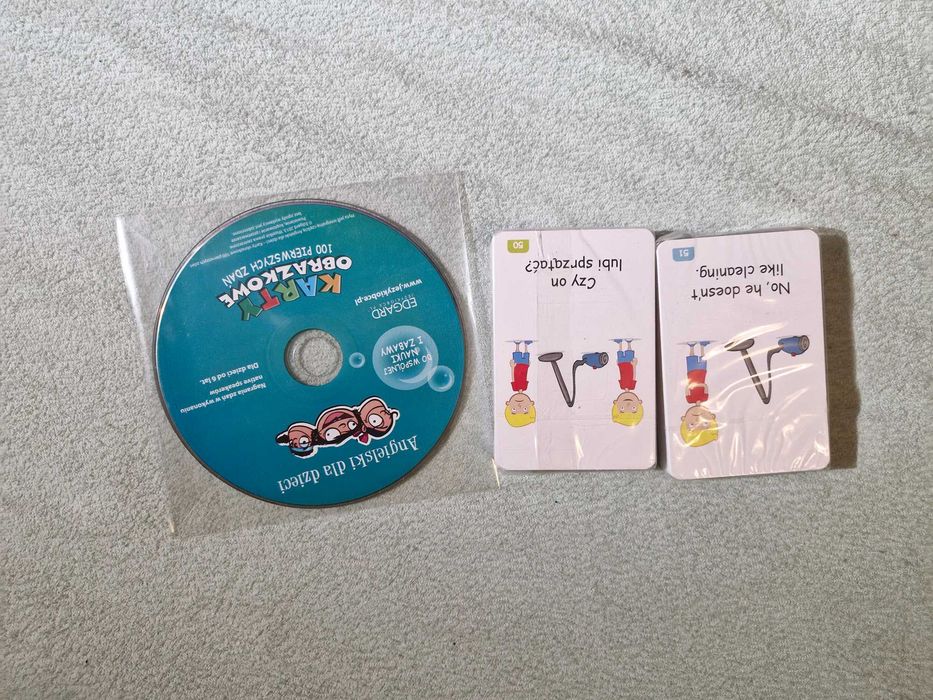 Angielski dla dzieci
Nagrania zdań w wykonaniu
native speakerów
Dla dzieci od 6 lat.
DO WSPÓLNEJ
NAUKI
I ZABAWY
EDGARD
www.jezykiobce.pl
KARTY
OBRAZKOWE
100 PIERWSZYCH ZDAŃ
50
Czy on
lubi sprzątać?
51
No, he doesn't
like cleaning.